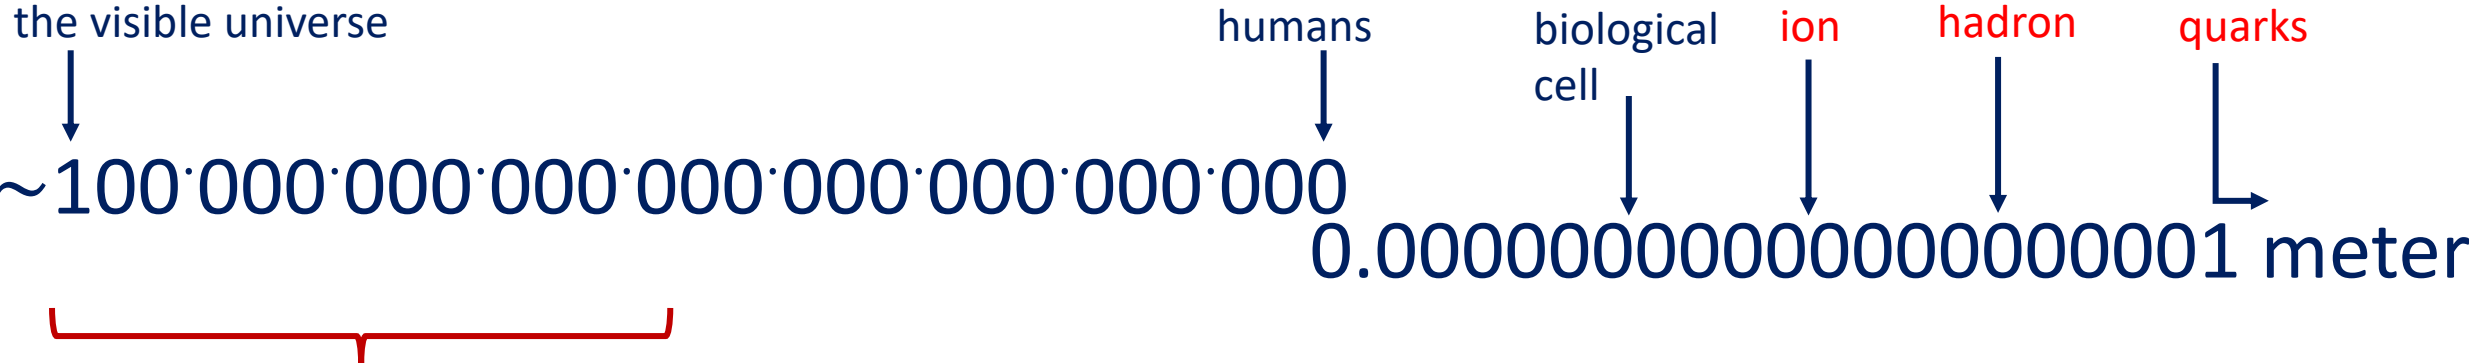 the visible universe humans biological cell ion hadron quarks
~100·000·000·000·000·000·000·000·000
0.00000000000000000001 meter